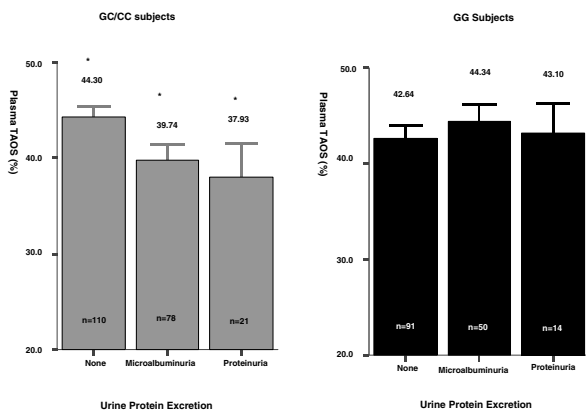 GC/CC subjects
*
44.30
*
39.74
*
37.93
Plasma TAOS (%)
50.0
40.0
30.0
20.0
n=110
n=78
n=21
None
Microalbuminuria
Proteinuria
Urine Protein Excretion
GG Subjects
42.64
44.34
43.10
Plasma TAOS (%)
50.0
40.0
30.0
20.0
n=91
n=50
n=14
None
Microalbuminuria
Proteinuria
Urine Protein Excretion